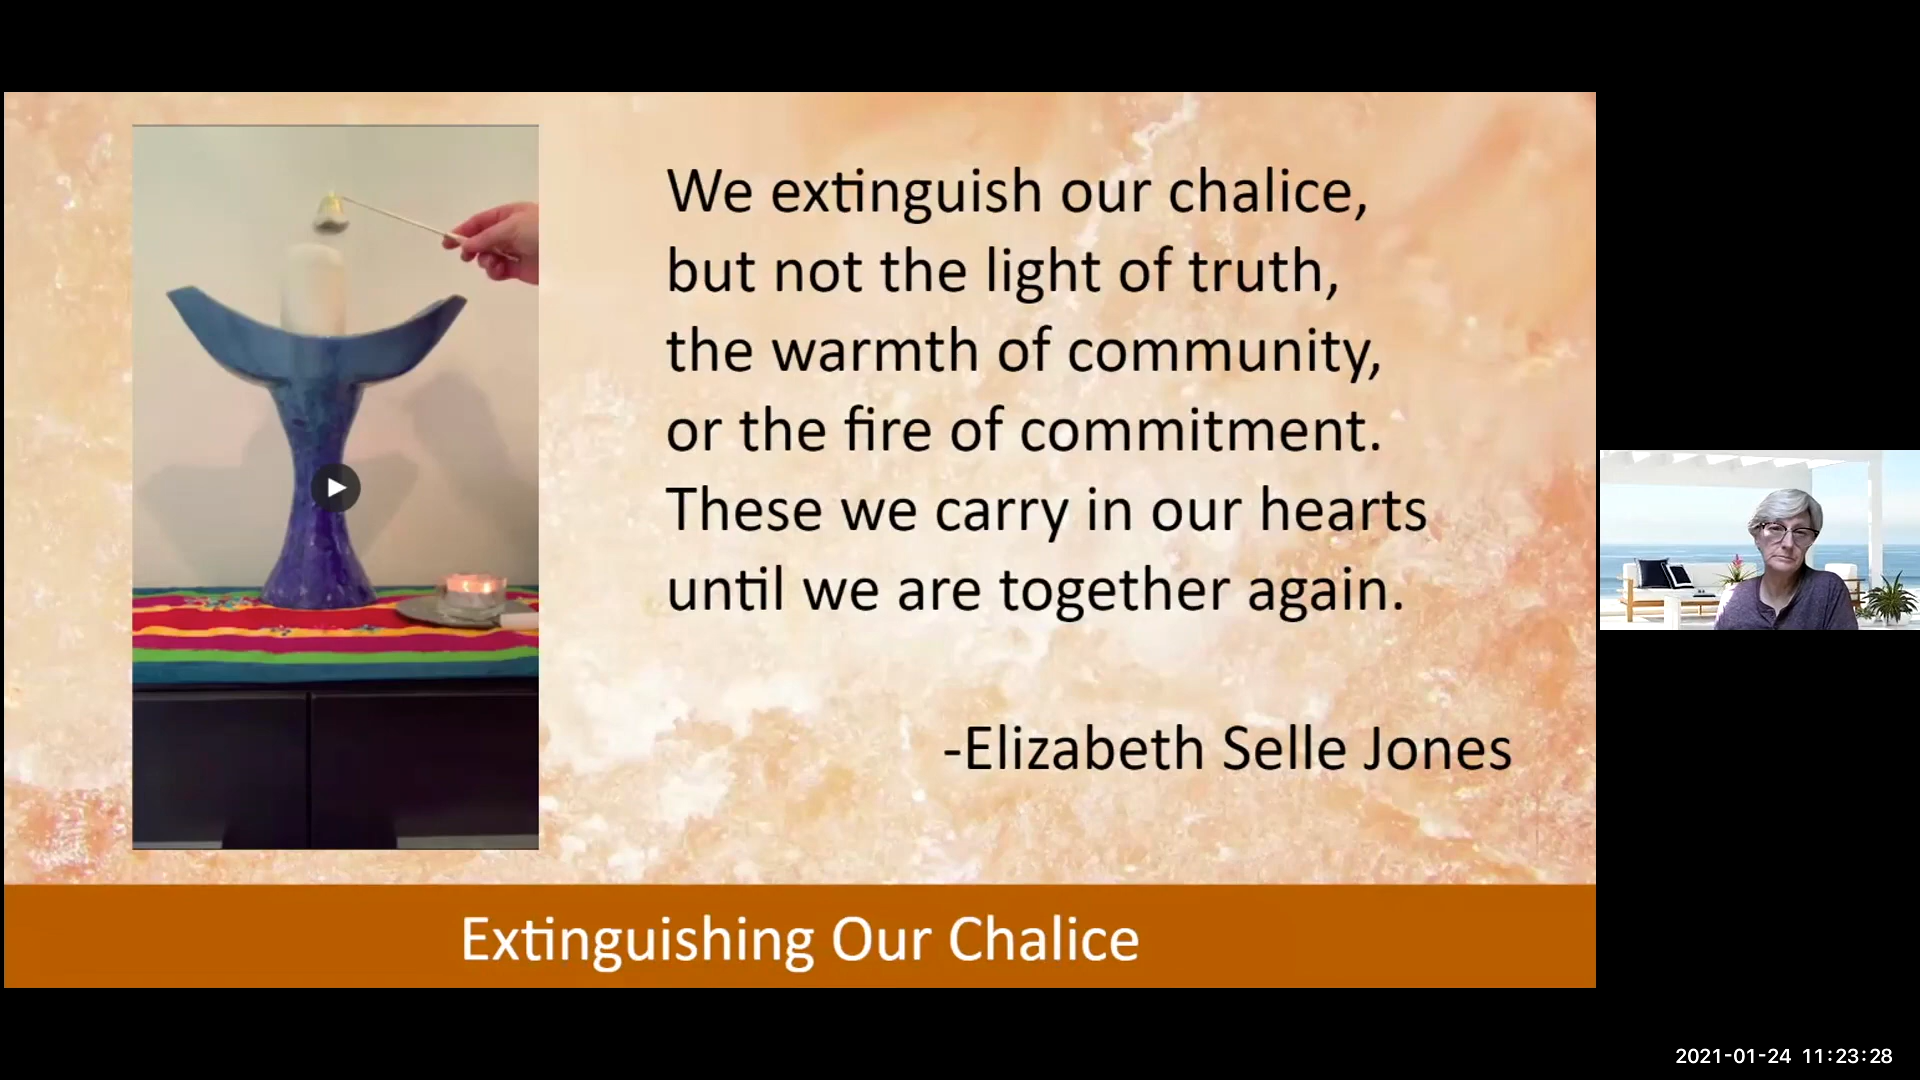 We extinguish our chalice,
but not the light of truth,
the warmth of community,
or the fire of commitment.
These we carry in our hearts
until we are together again.
-Elizabeth Selle Jones
Extinguishing Our Chalice
2021-01-24 11:23:28